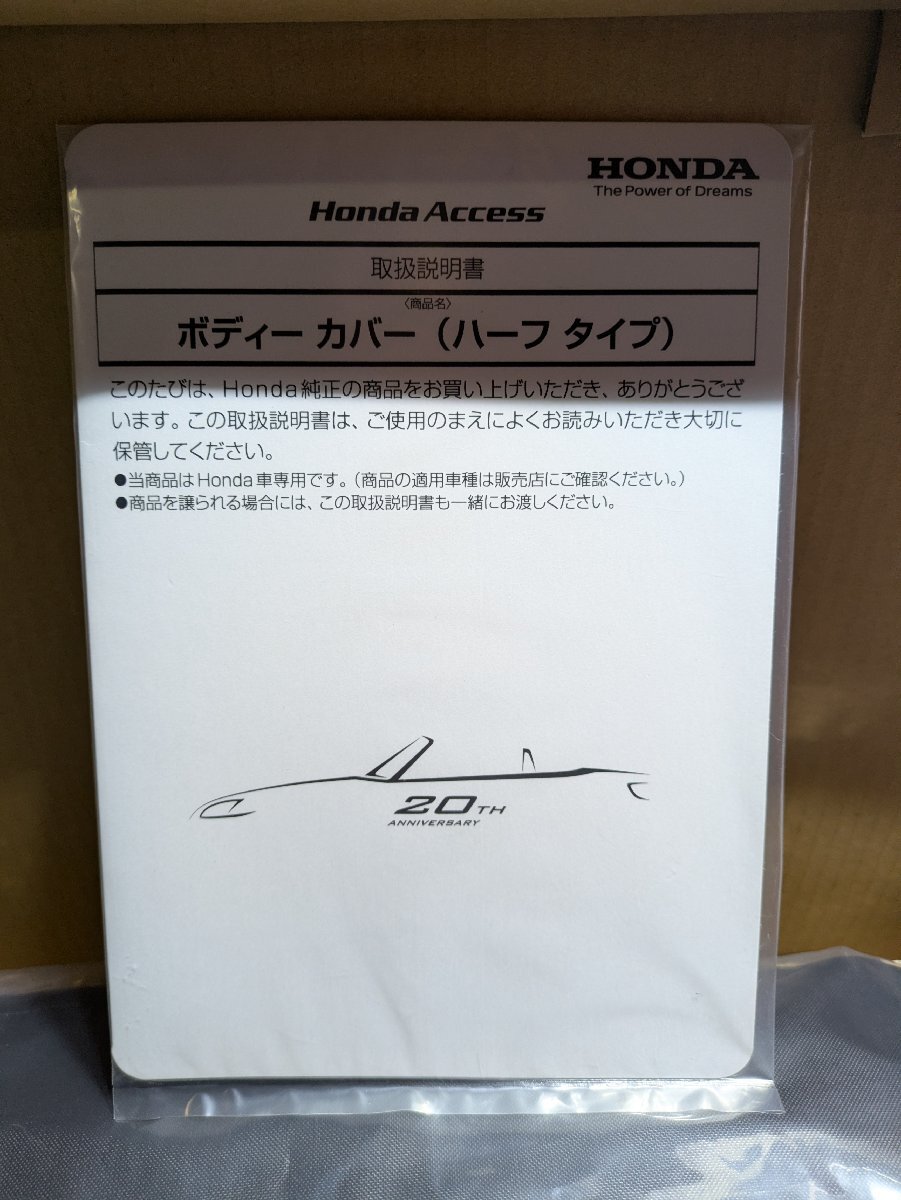 HONDA
The Power of Dreams
Honda Access
取扱説明書
〈商品名〉
ボディー カバー（ハーフ タイプ）
このたびは、Honda純正の商品をお買い上げいただき、ありがとうござ
います。この取扱説明書は、ご使用のまえによくお読みいただき大切に
保管してください。
●当商品はHonda車専用です。（商品の適用車種は販売店にご確認ください。）
●商品を譲られる場合には、この取扱説明書も一緒にお渡しください。
20TH
ANNIVERSARY